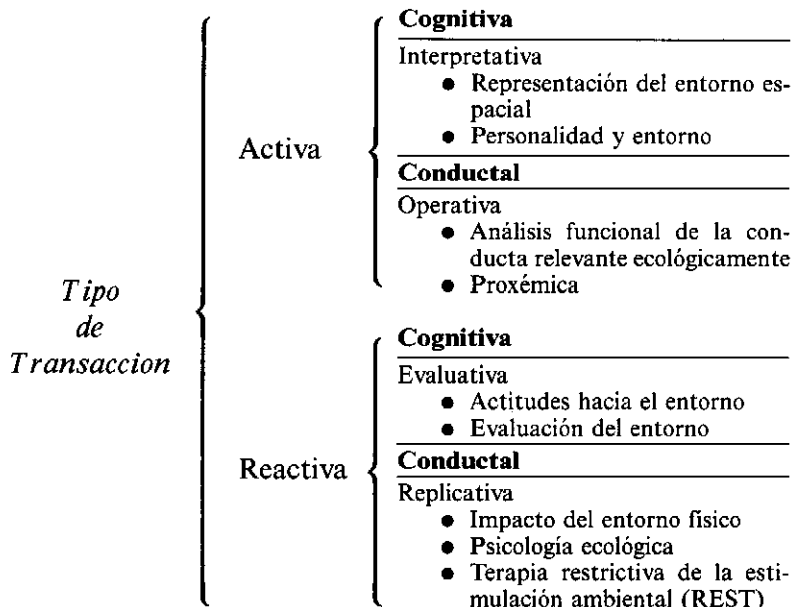 Tipo
de
Transaccion
Activa
Cognitiva
Interpretativa
● Representación del entorno es-
pacial
● Personalidad y entorno
Conductal
Operativa
● Análisis funcional de la con-
ducta relevante ecológicamente
● Proxémica
Reactiva
Cognitiva
Evaluativa
● Actitudes hacia el entorno
● Evaluación del entorno
Conductal
Replicativa
● Impacto del entorno físico
● Psicología ecológica
● Terapia restrictiva de la esti-
mulación ambiental (REST)